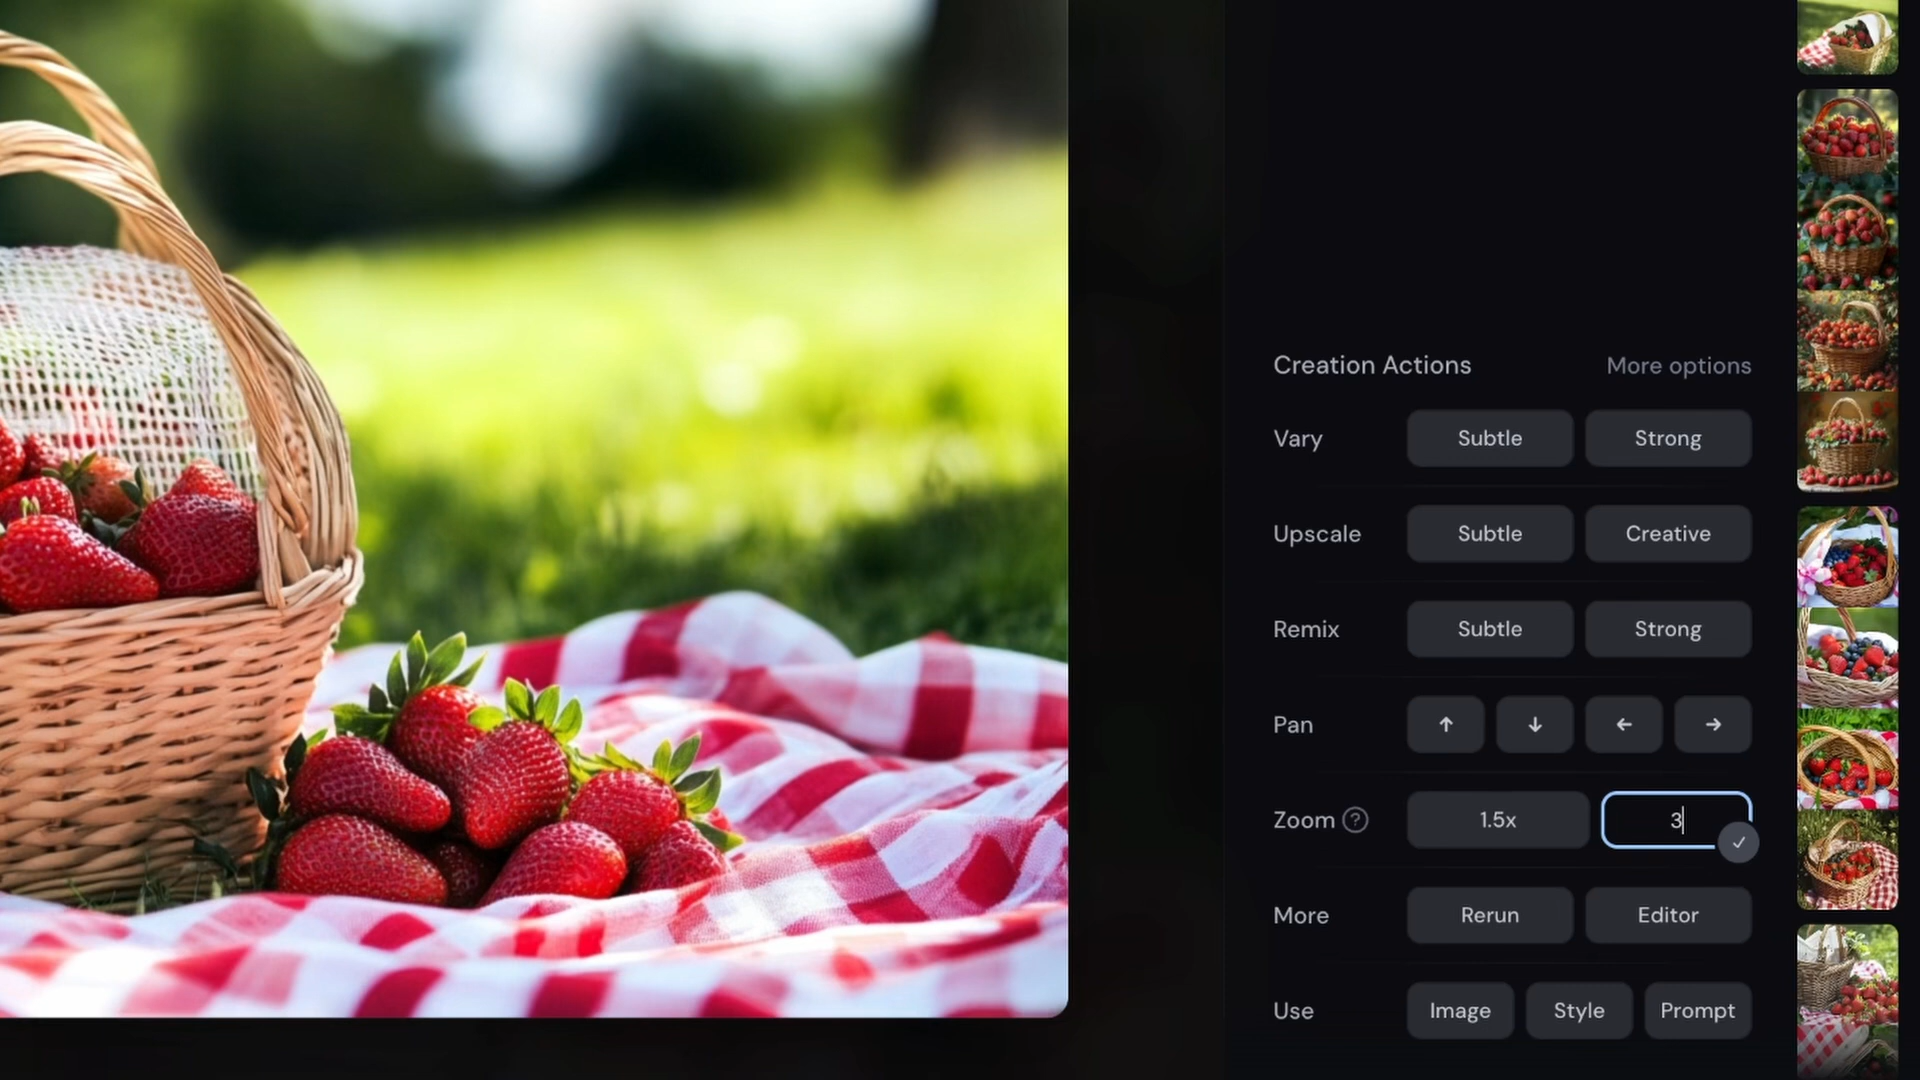 Creation Actions More options
Vary Subtle Strong
Upscale Subtle Creative
Remix Subtle Strong
Pan ↑ ↓ ← →
Zoom ? 1.5x 3
More Rerun Editor
Use Image Style Prompt